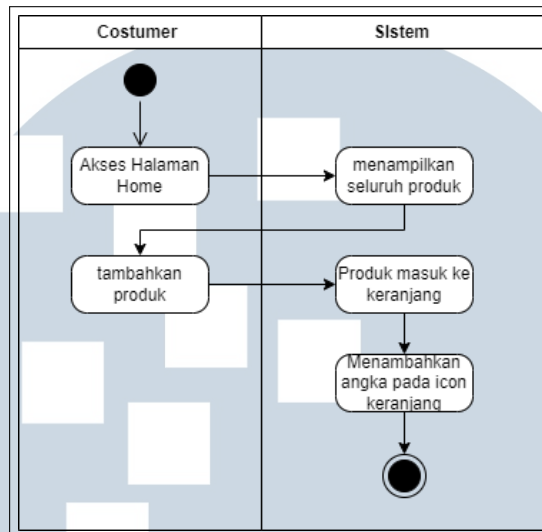 Costumer
SIstem
Akses Halaman
Home
menampilkan
seluruh produk
tambahkan
produk
Produk masuk ke
keranjang
Menambahkan
angka pada icon
keranjang